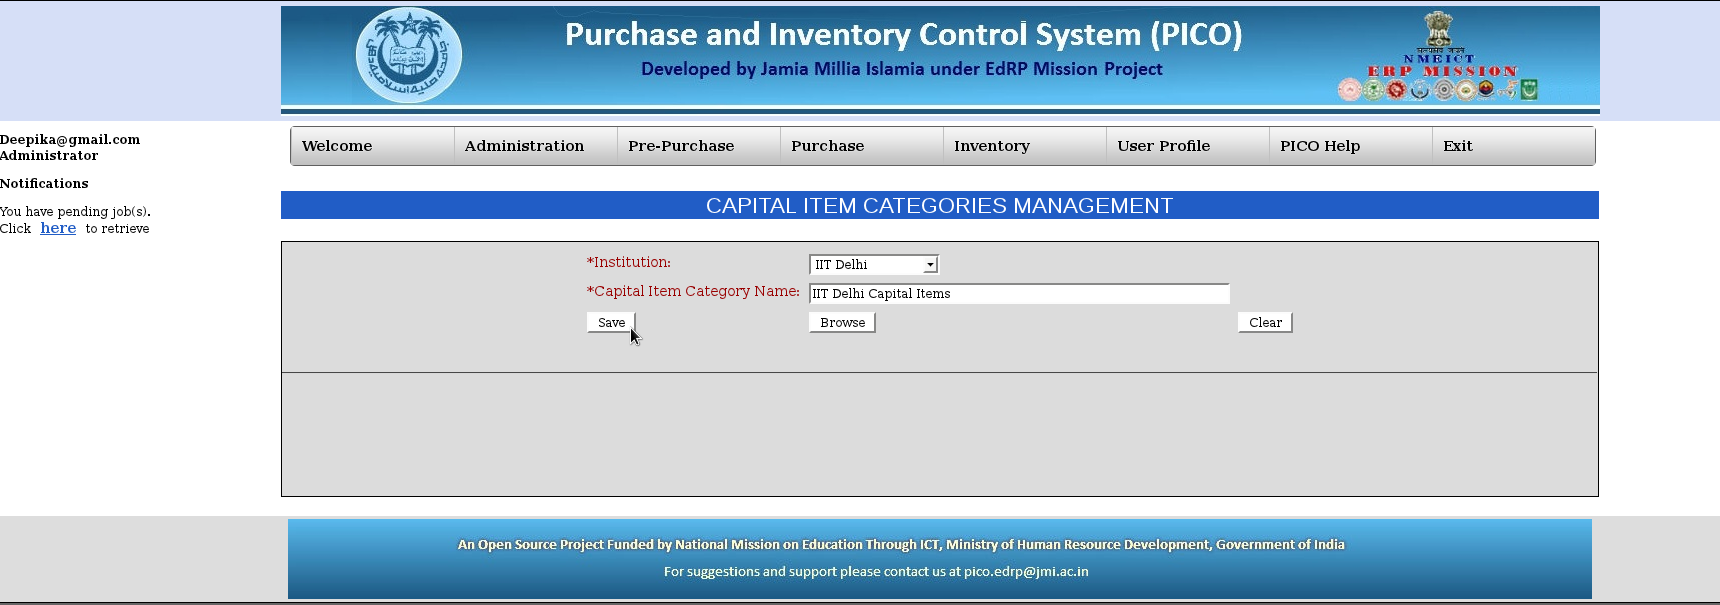 Purchase and Inventory Control System (PICO)
Developed by Jamia Millia Islamia under EdRP Mission Project
NMEICT
ERP MISSION
Deepika@gmail.com
Administrator
Notifications
You have pending job(s).
Click here to retrieve
Welcome Administration Pre-Purchase Purchase Inventory User Profile PICO Help Exit
CAPITAL ITEM CATEGORIES MANAGEMENT
*Institution: IIT Delhi
*Capital Item Category Name: IIT Delhi Capital Items
Save Browse Clear
An Open Source Project Funded by National Mission on Education Through ICT, Ministry of Human Resource Development, Government of India
For suggestions and support please contact us at pico.edrp@jmi.ac.in